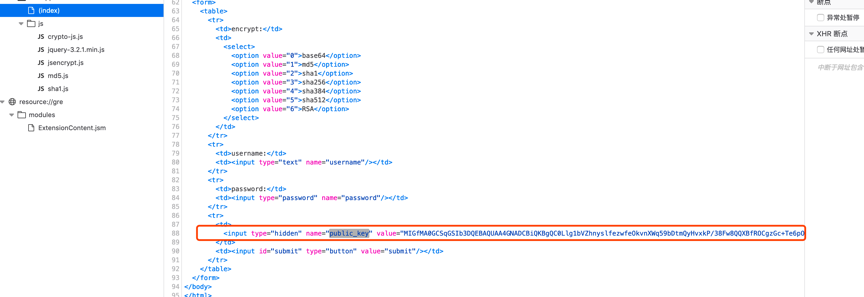 (index)
js
crypto-js.js
jquery-3.2.1.min.js
jsencrypt.js
md5.js
sha1.js
resource://gre
modules
ExtensionContent.jsm
62 <form>
63 <table>
64 <tr>
65 <td>encrypt:</td>
66 <td>
67 <select>
68 <option value="0">base64</option>
69 <option value="1">md5</option>
70 <option value="2">sha1</option>
71 <option value="3">sha256</option>
72 <option value="4">sha384</option>
73 <option value="5">sha512</option>
74 <option value="6">RSA</option>
75 </select>
76 </td>
77 </tr>
78 <tr>
79 <td>username:</td>
80 <td><input type="text" name="username"/></td>
81 </tr>
82 <tr>
83 <td>password:</td>
84 <td><input type="password" name="password"/></td>
85 </tr>
86 <tr>
87 <td>
88 <input type="hidden" name="public_key" value="MIGfMA0GCSqGSIb3DQEBAQUAA4GNADCBiQKBgQC0Llg1bVZhnyslfezwfeOkvnXWq59bDtmQyHvxkP/38Fw8QQXBfROCgzGc+Te6pO
89 </td>
90 <td><input id="submit" type="button" value="submit"/></td>
91 </tr>
92 </table>
93 </form>
94 </body>
95 </html>
断点
异常处暂停
XHR 断点
任何网址处暂
中断于网址包含